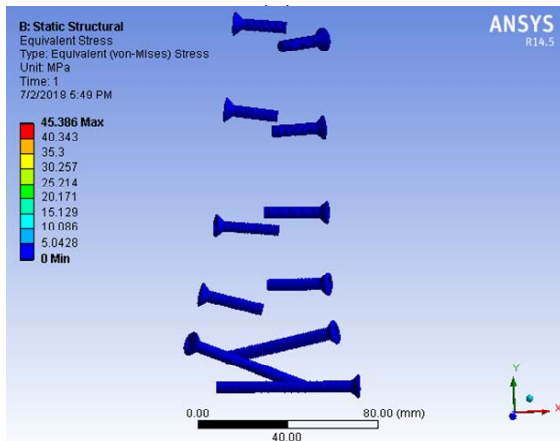 B: Static Structural
Equivalent Stress
Type: Equivalent (von-Mises) Stress
Unit: MPa
Time: 1
7/2/2018 5:49 PM
45.386 Max
40.343
35.3
30.257
25.214
20.171
15.129
10.086
5.0428
0 Min
ANSYS
R14.5
0.00
80.00 (mm)
40.00
Y
X